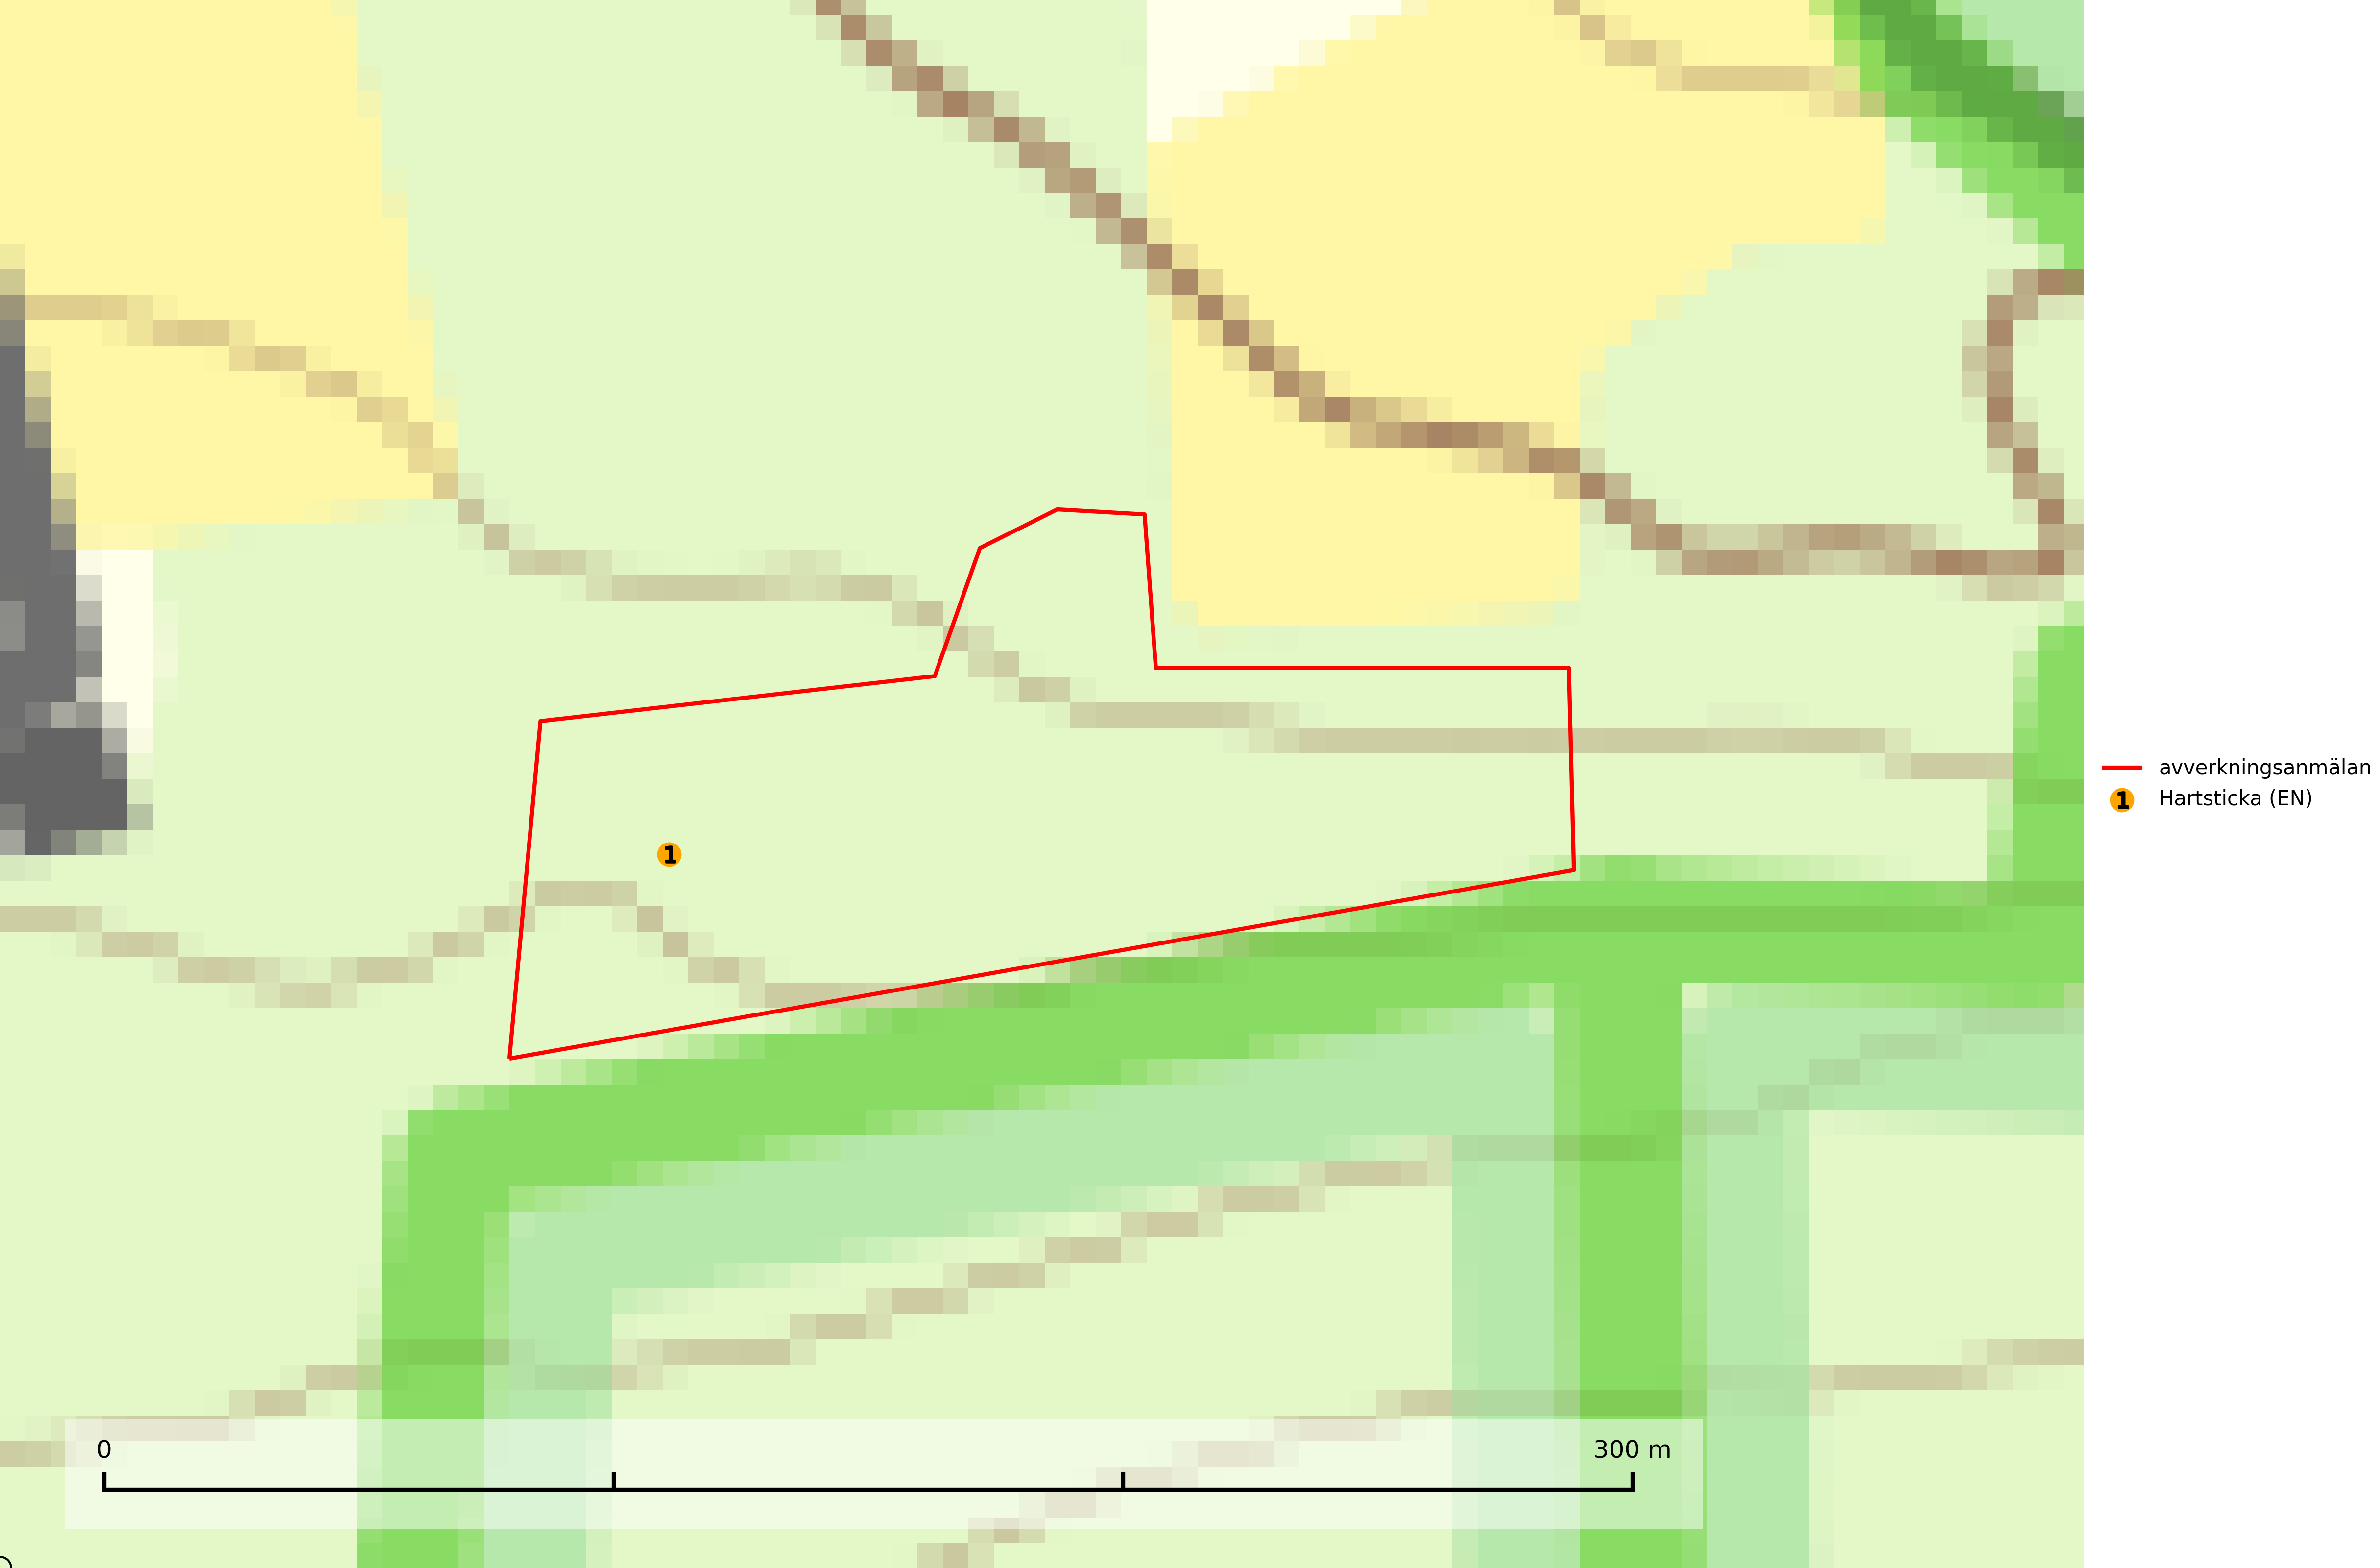 1
avverkningsanmälan
1 Hartsticka (EN)
0 300 m